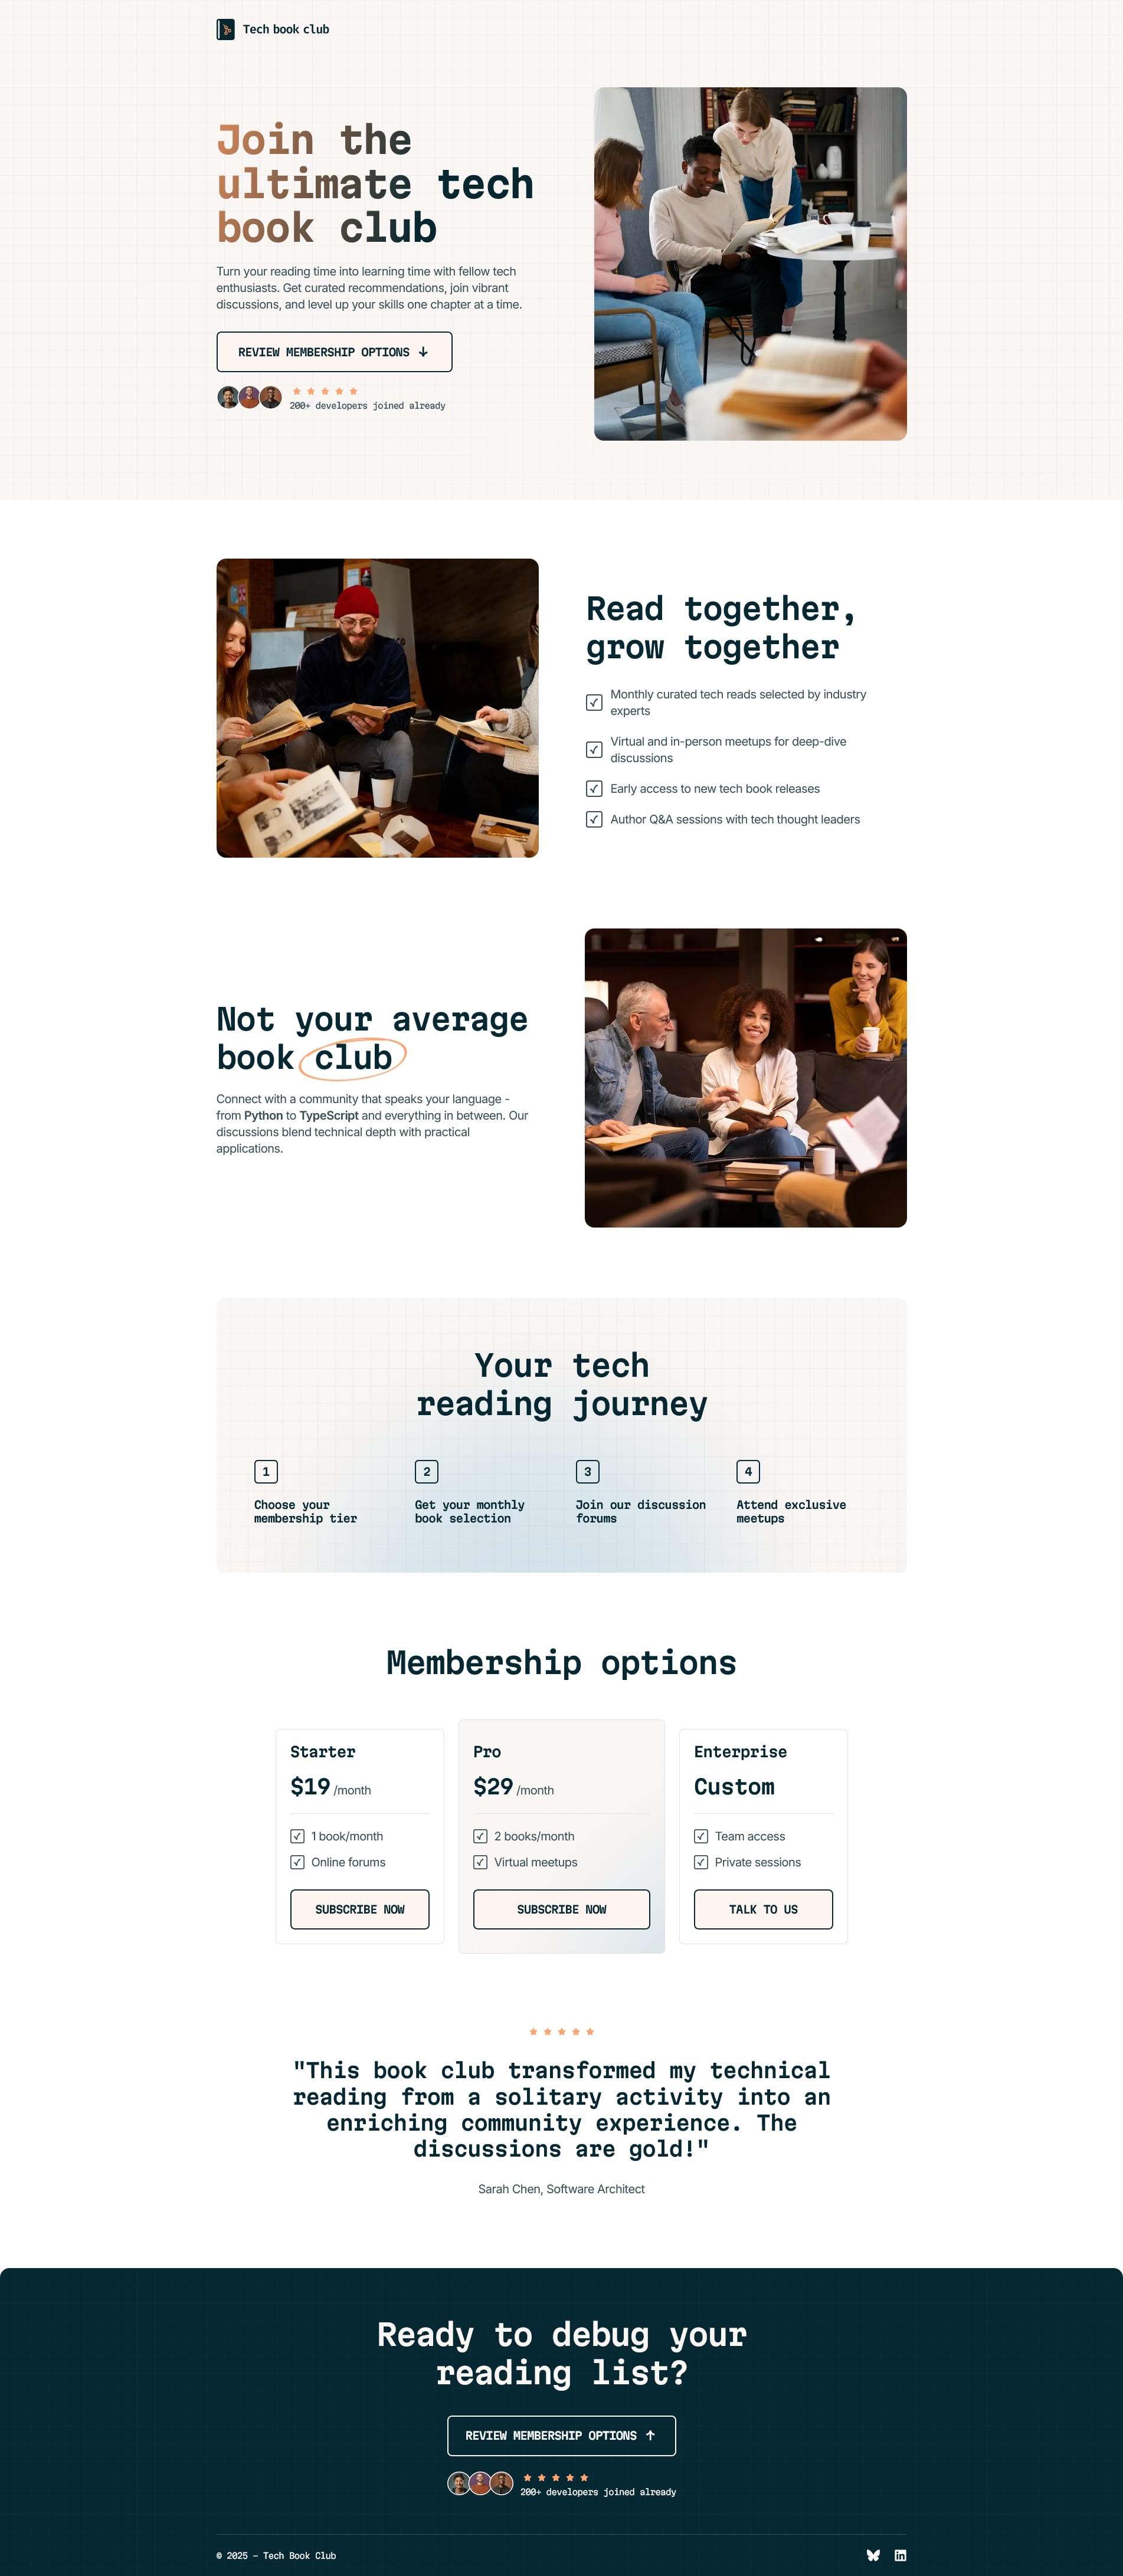 Tech book club
Join the
ultimate tech
book club
Turn your reading time into learning time with fellow tech
enthusiasts. Get curated recommendations, join vibrant
discussions, and level up your skills one chapter at a time.
REVIEW MEMBERSHIP OPTIONS
200+ developers joined already
Read together,
grow together
Monthly curated tech reads selected by industry
experts
Virtual and in-person meetups for deep-dive
discussions
Early access to new tech book releases
Author Q&A sessions with tech thought leaders
Not your average
book club
Connect with a community that speaks your language -
from Python to TypeScript and everything in between. Our
discussions blend technical depth with practical
applications.
Your tech
reading journey
1
Choose your
membership tier
2
Get your monthly
book selection
3
Join our discussion
forums
4
Attend exclusive
meetups
Membership options
Starter
$19 /month
1 book/month
Online forums
SUBSCRIBE NOW
Pro
$29 /month
2 books/month
Virtual meetups
SUBSCRIBE NOW
Enterprise
Custom
Team access
Private sessions
TALK TO US
"This book club transformed my technical
reading from a solitary activity into an
enriching community experience. The
discussions are gold!"
Sarah Chen, Software Architect
Ready to debug your
reading list?
REVIEW MEMBERSHIP OPTIONS
200+ developers joined already
© 2025 – Tech Book Club
in